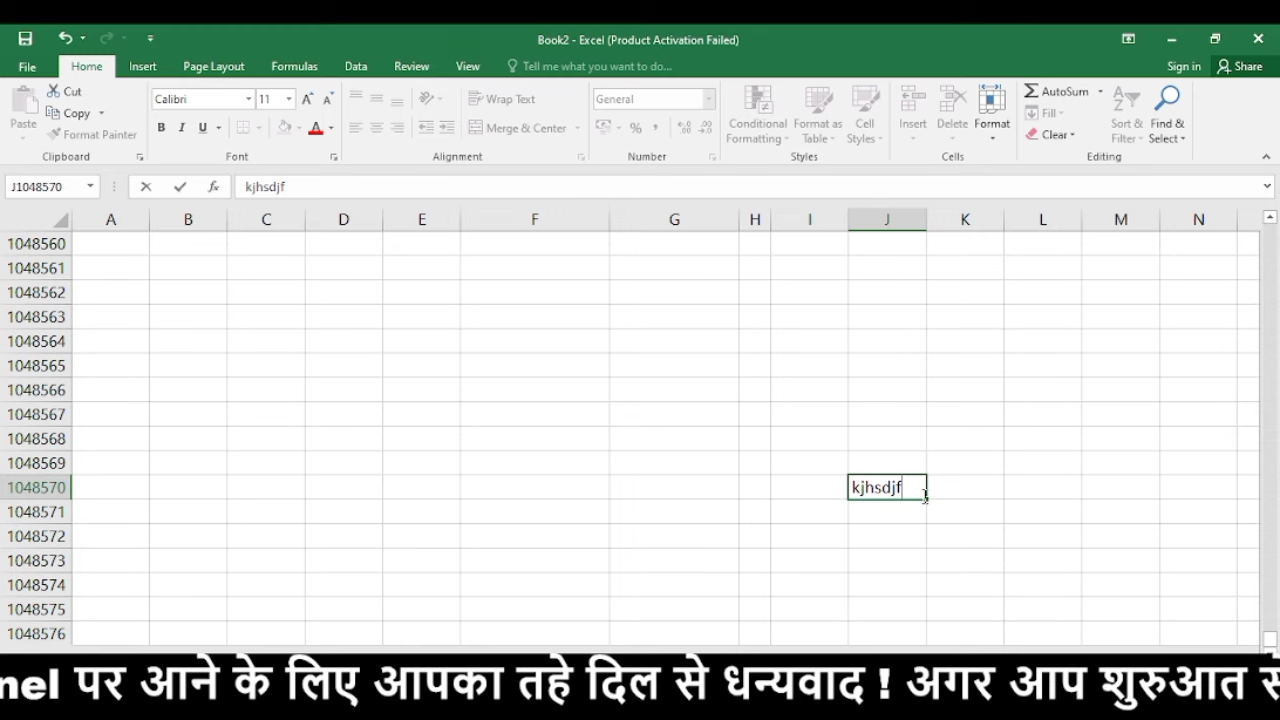 Book2 - Excel (Product Activation Failed)
File Home Insert Page Layout Formulas Data Review View Tell me what you want to do... Sign in Share
Cut
Copy
Format Painter
Paste
Clipboard
Calibri 11
B I U
Font
Wrap Text
Merge & Center
Alignment
General
%
Number
Conditional Formatting
Format as Table
Cell Styles
Styles
Insert Delete Format
Cells
AutoSum
Fill
Clear
Sort & Filter
Find & Select
Editing
J1048570 fx kjhsdjf
A B C D E F G H I J K L M N
1048560
1048561
1048562
1048563
1048564
1048565
1048566
1048567
1048568
1048569
1048570 kjhsdjf
1048571
1048572
1048573
1048574
1048575
1048576
nel पर आने के लिए आपका तहे दिल से धन्यवाद ! अगर आप शुरुआत से